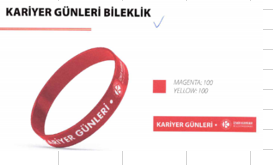 KARİYER GÜNLERİ BİLEKLİK
MAGENTA: 100
YELLOW: 100
KARİYER GÜNLERİ •
KARİYER GÜNLERİ •